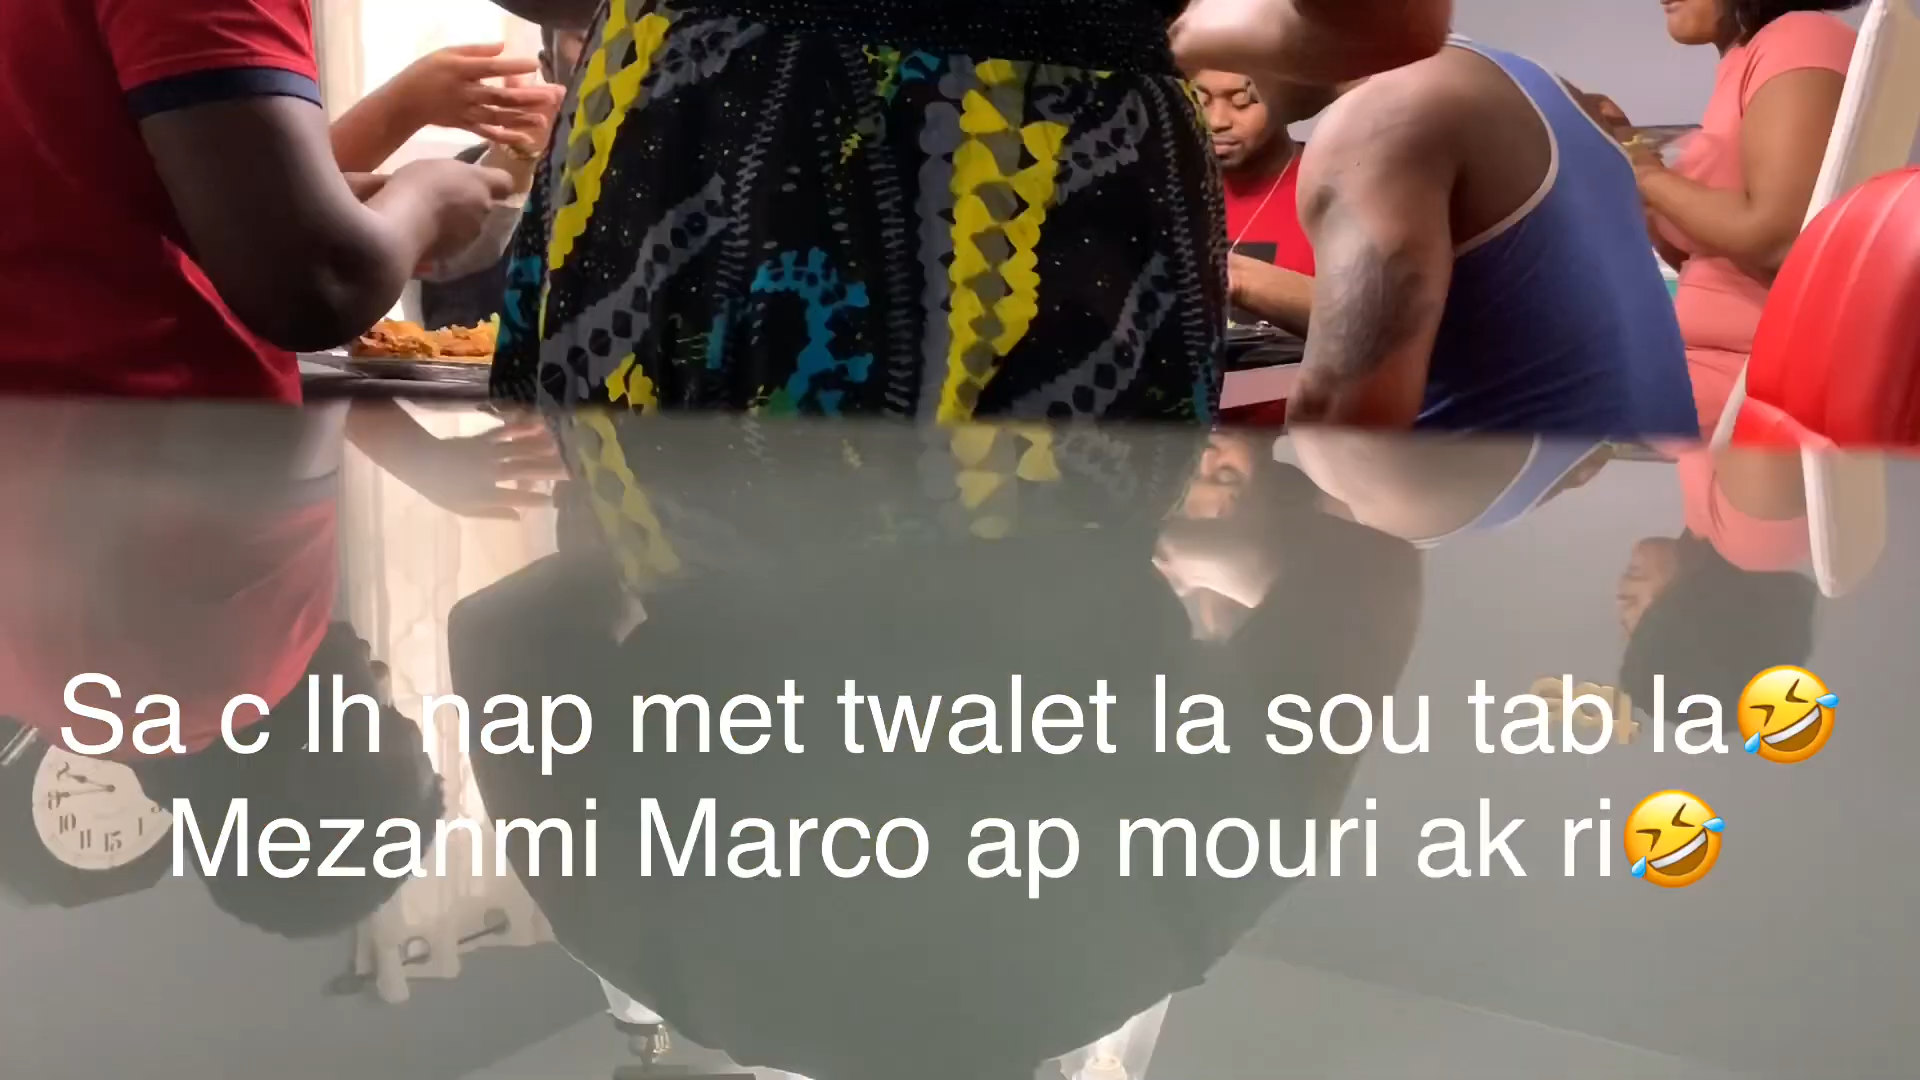 Sa c lh nap met twalet la sou tab la🤣
Mezanmi Marco ap mouri ak ri🤣